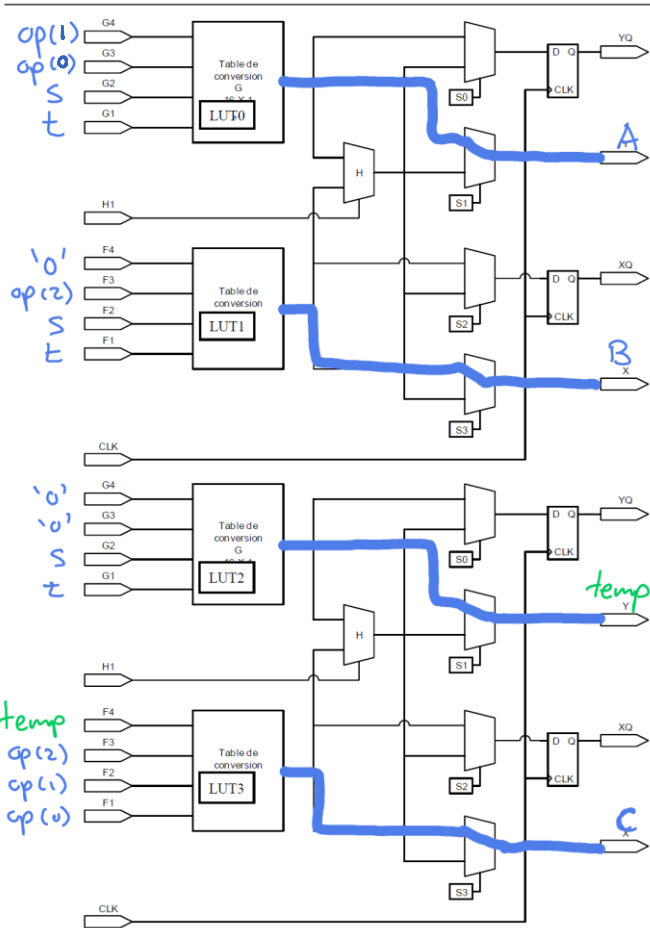 op(1) G4
op(0) G3
S G2
t G1
Table de
conversion
G
LUT0
S0
D Q
CLK
YQ
A
H
S1
H1
'0' F4
op(2) F3
S F2
t F1
Table de
conversion
LUT1
S2
D Q
CLK
XQ
B
X
S3
CLK
'0' G4
'0' G3
S G2
t G1
Table de
conversion
G
LUT2
S0
D Q
CLK
YQ
temp
Y
H
S1
H1
temp F4
op(2) F3
op(1) F2
op(0) F1
Table de
conversion
LUT3
S2
D Q
CLK
XQ
C
X
S3
CLK